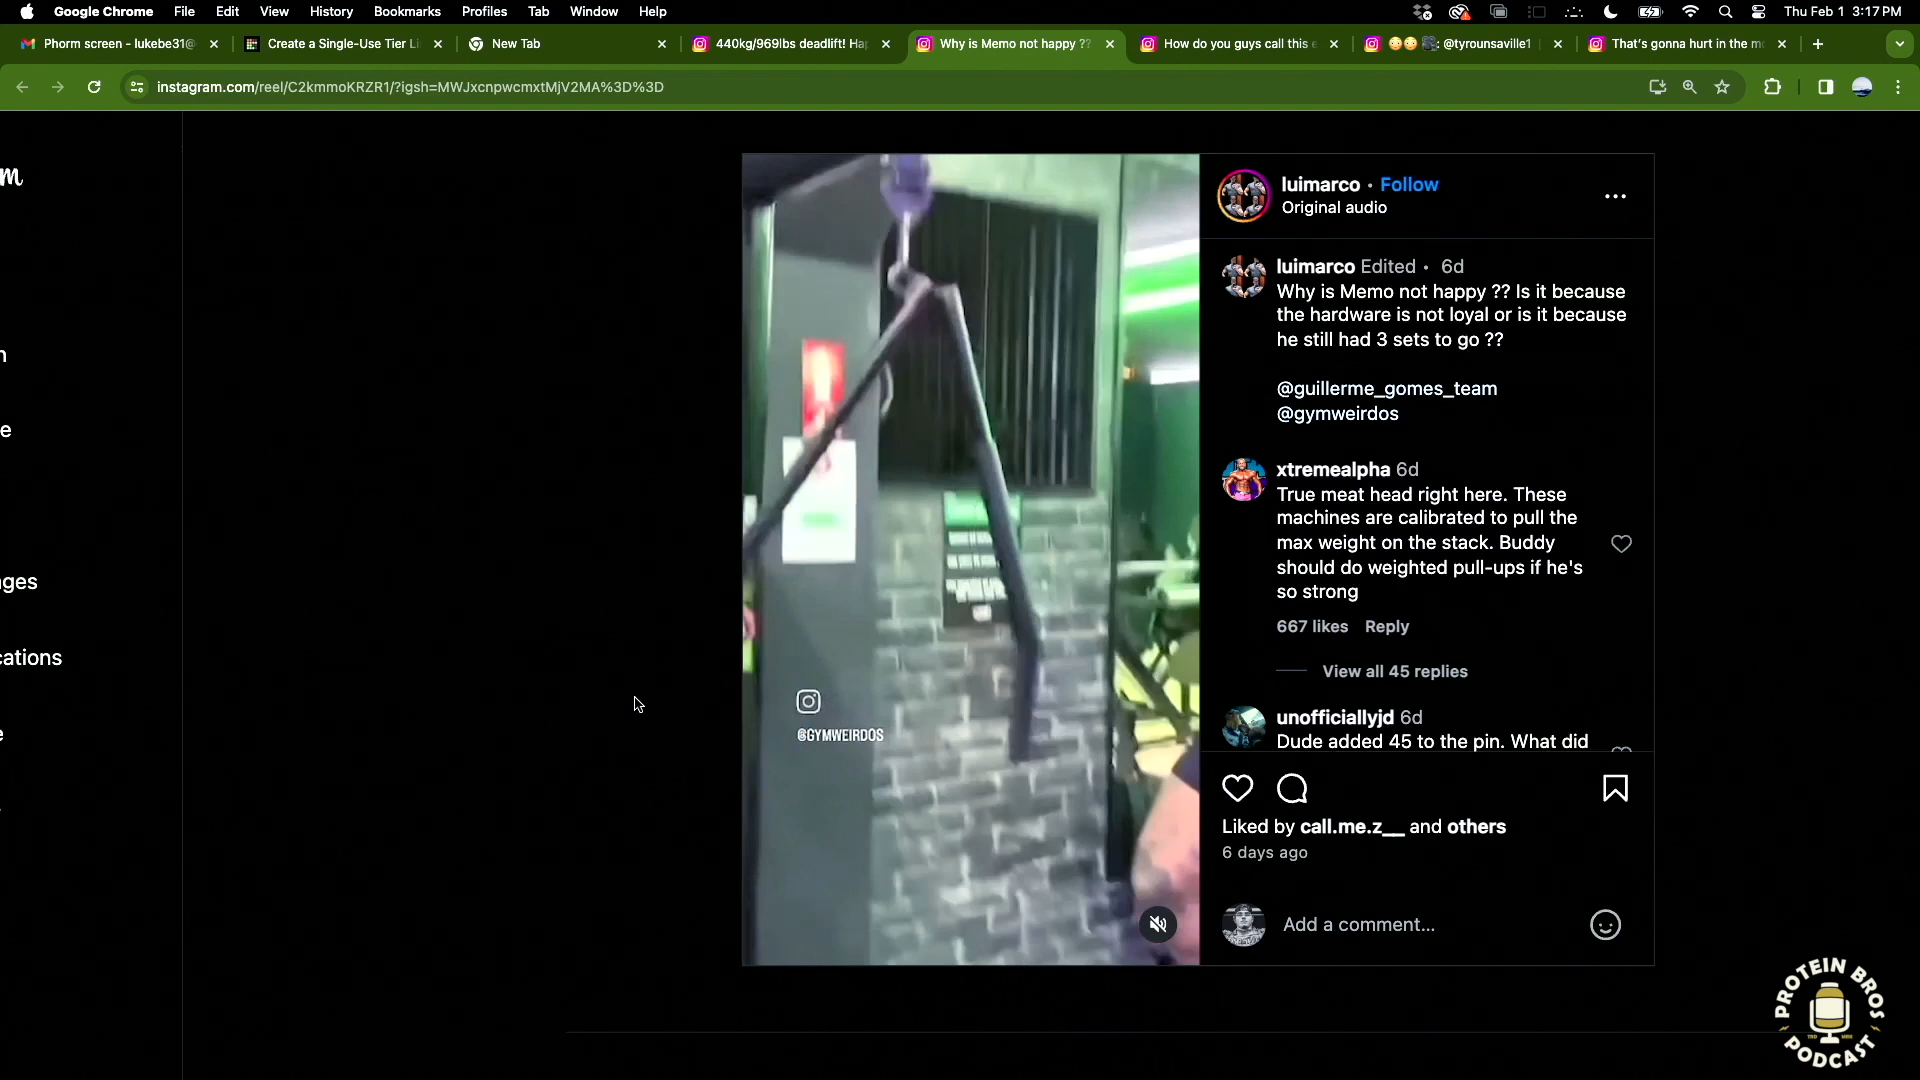 Google Chrome File Edit View History Bookmarks Profiles Tab Window Help
Thu Feb 1 3:17 PM
Phorm screen - lukebe31@
Create a Single-Use Tier Li
New Tab
440kg/969lbs deadlift! Hap
Why is Memo not happy ??
How do you guys call this e
: @tyrounsaville1
That's gonna hurt in the mo
instagram.com/reel/C2kmmoKRZR1/?igsh=MWJxcnpwcmxtMjV2MA%3D%3D
m
n
e
ges
cations
e
luimarco • Follow
Original audio
luimarco Edited • 6d
Why is Memo not happy ?? Is it because
the hardware is not loyal or is it because
he still had 3 sets to go ??
@guillerme_gomes_team
@gymweirdos
xtremealpha 6d
True meat head right here. These
machines are calibrated to pull the
max weight on the stack. Buddy
should do weighted pull-ups if he's
so strong
667 likes Reply
View all 45 replies
unofficiallyjd 6d
Dude added 45 to the pin. What did
Liked by call.me.z__ and others
6 days ago
Add a comment...
@GYMWEIRDOS
PROTEIN BROS
PODCAST